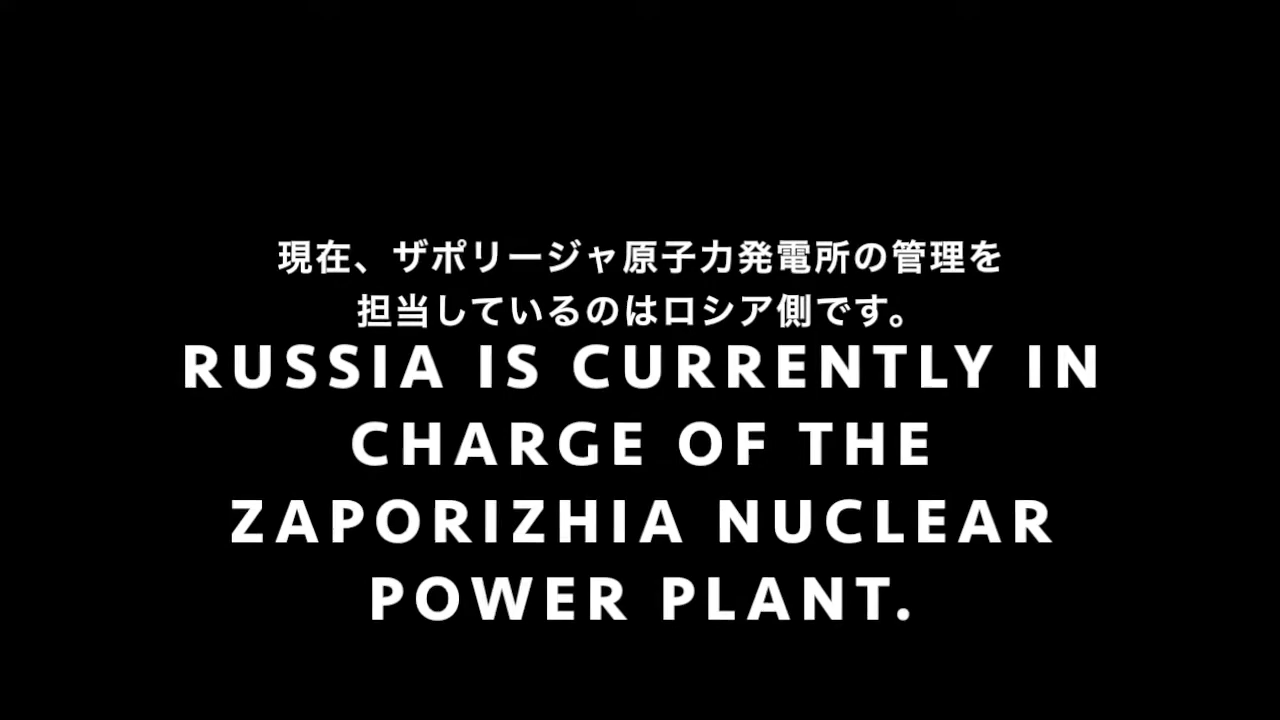 現在、ザポリージャ原子力発電所の管理を
担当しているのはロシア側です。
RUSSIA IS CURRENTLY IN
CHARGE OF THE
ZAPORIZHIA NUCLEAR
POWER PLANT.